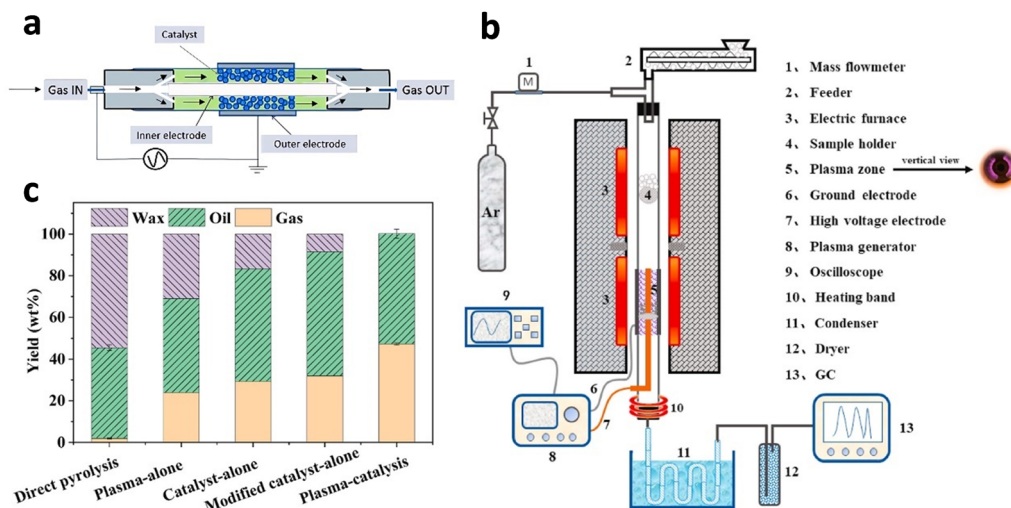 a
Catalyst
Gas IN
Gas OUT
Inner electrode
Outer electrode
b
1
M
2
Ar
3
3
4
5
3
3
6
7
8
9
10
11
12
13
1、 Mass flowmeter
2、 Feeder
3、 Electric furnace
4、 Sample holder
5、 Plasma zone
vertical view
6、 Ground electrode
7、 High voltage electrode
8、 Plasma generator
9、 Oscilloscope
10、 Heating band
11、 Condenser
12、 Dryer
13、 GC
c
Wax Oil Gas
Yield (wt%)
100
80
60
40
20
0
Direct pyrolysis
Plasma-alone
Catalyst-alone
Modified catalyst-alone
Plasma-catalysis